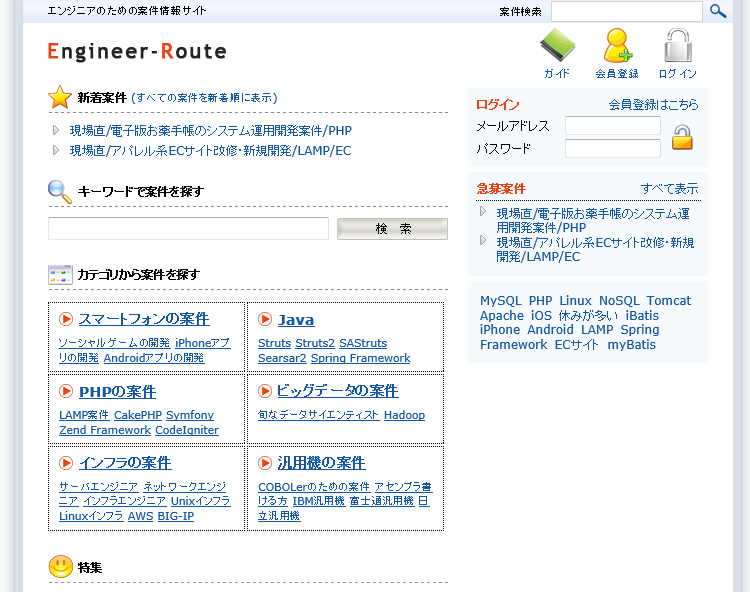 エンジニアのための案件情報サイト
案件検索
Engineer-Route
ガイド
会員登録
ログイン
新着案件 (すべての案件を新着順に表示)
現場直/電子版お薬手帳のシステム運用開発案件/PHP
現場直/アパレル系ECサイト改修・新規開発/LAMP/EC
キーワードで案件を探す
検 索
カテゴリから案件を探す
スマートフォンの案件
ソーシャルゲームの開発 iPhoneアプ
リの開発 Androidアプリの開発
Java
Struts Struts2 SAStruts
Searsar2 Spring Framework
PHPの案件
LAMP案件 CakePHP Symfony
Zend Framework CodeIgniter
ビッグデータの案件
旬なデータサイエンティスト Hadoop
インフラの案件
サーバエンジニア ネットワークエンジ
ニア インフラエンジニア Unixインフラ
Linuxインフラ AWS BIG-IP
汎用機の案件
COBOLerのための案件 アセンブラ書
ける方 IBM汎用機 富士通汎用機 日
立汎用機
特集
ログイン
会員登録はこちら
メールアドレス
パスワード
急募案件
すべて表示
現場直/電子版お薬手帳のシステム運
用開発案件/PHP
現場直/アパレル系ECサイト改修・新規
開発/LAMP/EC
MySQL PHP Linux NoSQL Tomcat
Apache iOS 休みが多い iBatis
iPhone Android LAMP Spring
Framework ECサイト myBatis